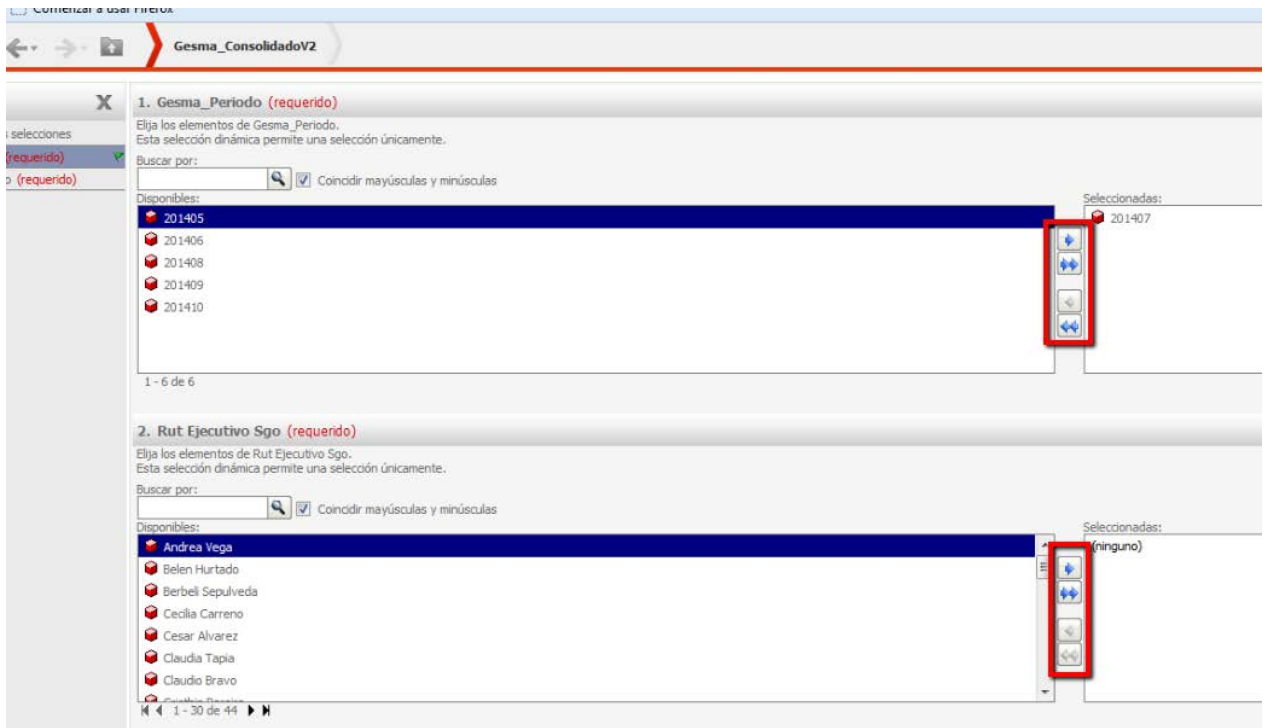 Comenzar a usar Firefox
Gesma_ConsolidadoV2
X
1. Gesma_Periodo (requerido)
selecciones
(requerido)
(requerido)
Elija los elementos de Gesma_Periodo.
Esta selección dinámica permite una selección únicamente.
Buscar por:
Coincidir mayúsculas y minúsculas
Disponibles:
Seleccionadas:
201405
201406
201408
201409
201410
201407
1 - 6 de 6
2. Rut Ejecutivo Sgo (requerido)
Elija los elementos de Rut Ejecutivo Sgo.
Esta selección dinámica permite una selección únicamente.
Buscar por:
Coincidir mayúsculas y minúsculas
Disponibles:
Seleccionadas:
Andrea Vega
Belen Hurtado
Berbeli Sepulveda
Cecilia Carreno
Cesar Alvarez
Claudia Tapia
Claudio Bravo
(ninguno)
1 - 30 de 44